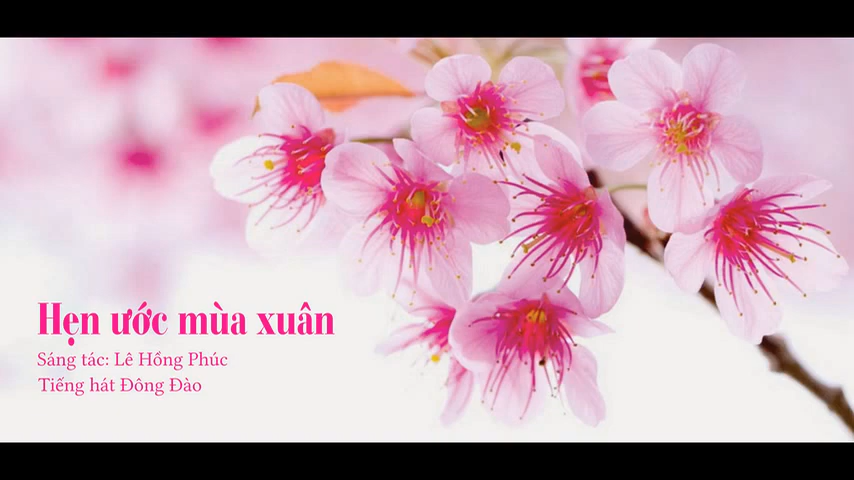 Hẹn ước mùa xuân
Sáng tác: Lê Hồng Phúc
Tiếng hát Đông Đào